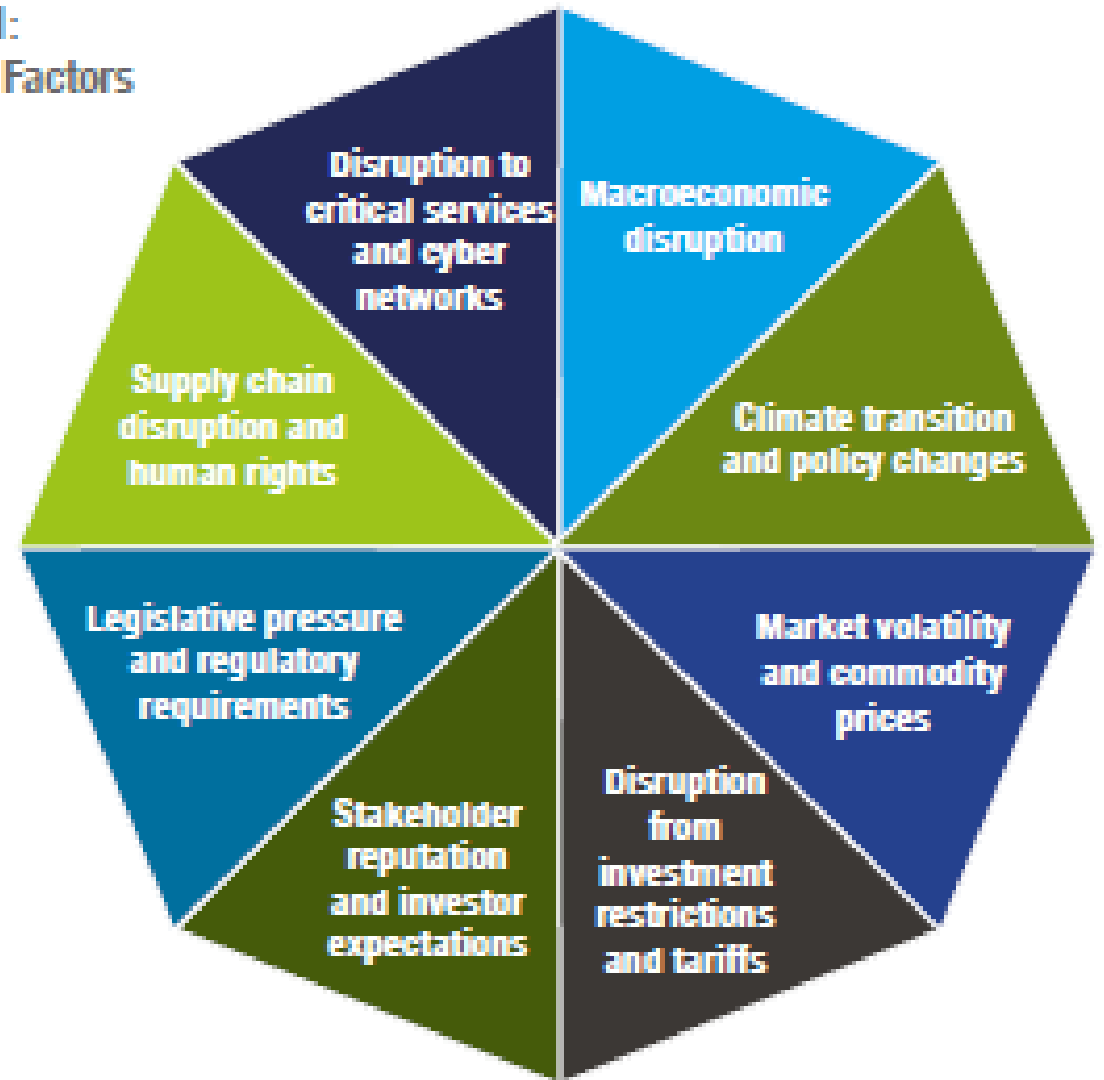 l:
Factors
Disruption to
critical services
and cyber
networks
Macroeconomic
disruption
Climate transition
and policy changes
Market volatility
and commodity
prices
Disruption
from
investment
restrictions
and tariffs
Stakeholder
reputation
and investor
expectations
Legislative pressure
and regulatory
requirements
Supply chain
disruption and
human rights